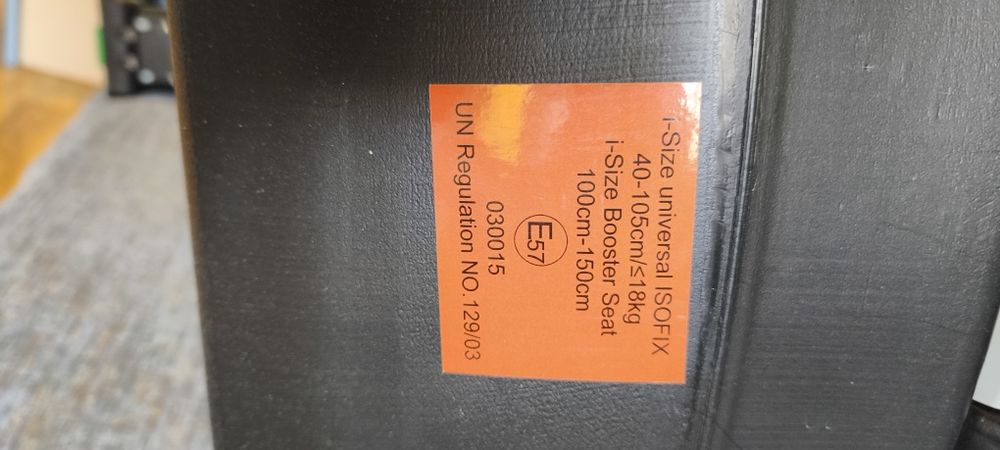 i-Size universal ISOFIX
40-105cm/≤18kg
i-Size Booster Seat
100cm-150cm
E57
030015
UN Regulation NO.129/03